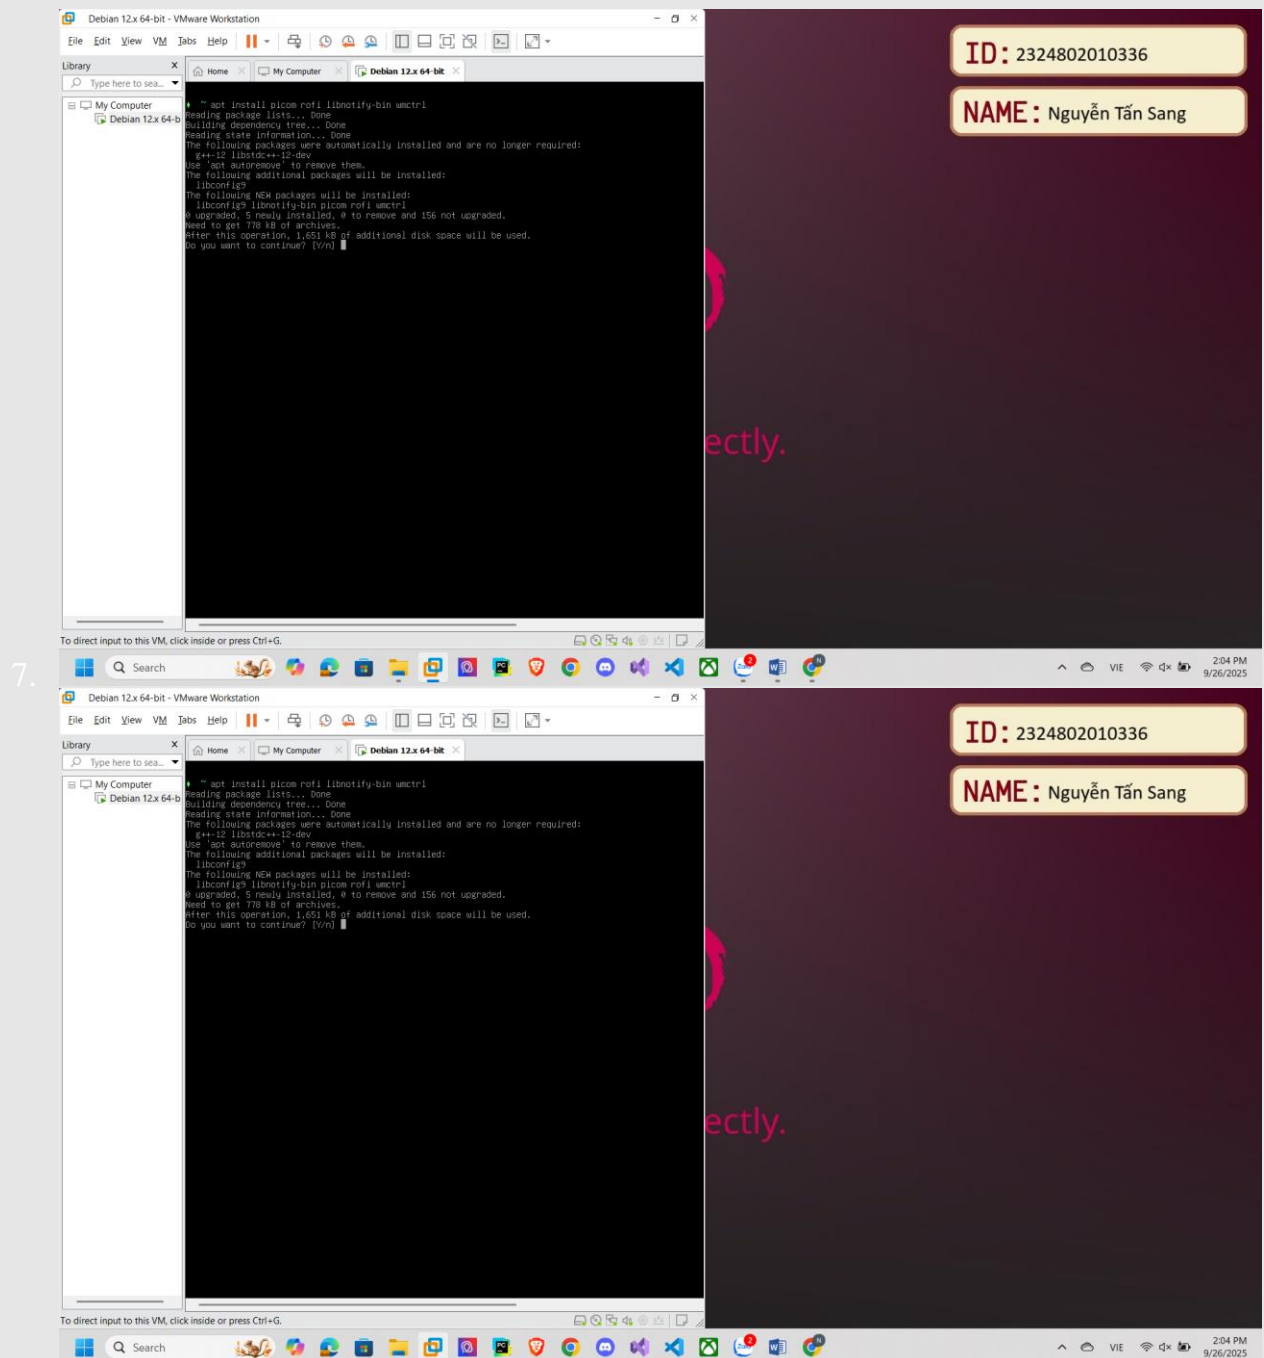 Debian 12.x 64-bit - VMware Workstation
File Edit View VM Tabs Help
Library X
Home My Computer Debian 12.x 64-bit
Type here to sea...
My Computer
Debian 12.x 64-b
~ apt install picom rofi libnotify-bin wmctrl
Reading package lists... Done
Building dependency tree... Done
Reading state information... Done
The following packages were automatically installed and are no longer required:
g++-12 libstdc++-12-dev
Use 'apt autoremove' to remove them.
The following additional packages will be installed:
libconfig9
The following NEW packages will be installed:
libconfig9 libnotify-bin picom rofi wmctrl
0 upgraded, 5 newly installed, 0 to remove and 156 not upgraded.
Need to get 778 kB of archives.
After this operation, 1,651 kB of additional disk space will be used.
Do you want to continue? [Y/n]
ID: 2324802010336
NAME: Nguyễn Tấn Sang
ectly.
To direct input to this VM, click inside or press Ctrl+G.
7.
Search
VIE
2:04 PM
9/26/2025
Debian 12.x 64-bit - VMware Workstation
File Edit View VM Tabs Help
Library X
Home My Computer Debian 12.x 64-bit
Type here to sea...
My Computer
Debian 12.x 64-b
~ apt install picom rofi libnotify-bin wmctrl
Reading package lists... Done
Building dependency tree... Done
Reading state information... Done
The following packages were automatically installed and are no longer required:
g++-12 libstdc++-12-dev
Use 'apt autoremove' to remove them.
The following additional packages will be installed:
libconfig9
The following NEW packages will be installed:
libconfig9 libnotify-bin picom rofi wmctrl
0 upgraded, 5 newly installed, 0 to remove and 156 not upgraded.
Need to get 778 kB of archives.
After this operation, 1,651 kB of additional disk space will be used.
Do you want to continue? [Y/n]
ID: 2324802010336
NAME: Nguyễn Tấn Sang
ectly.
To direct input to this VM, click inside or press Ctrl+G.
Search
VIE
2:04 PM
9/26/2025